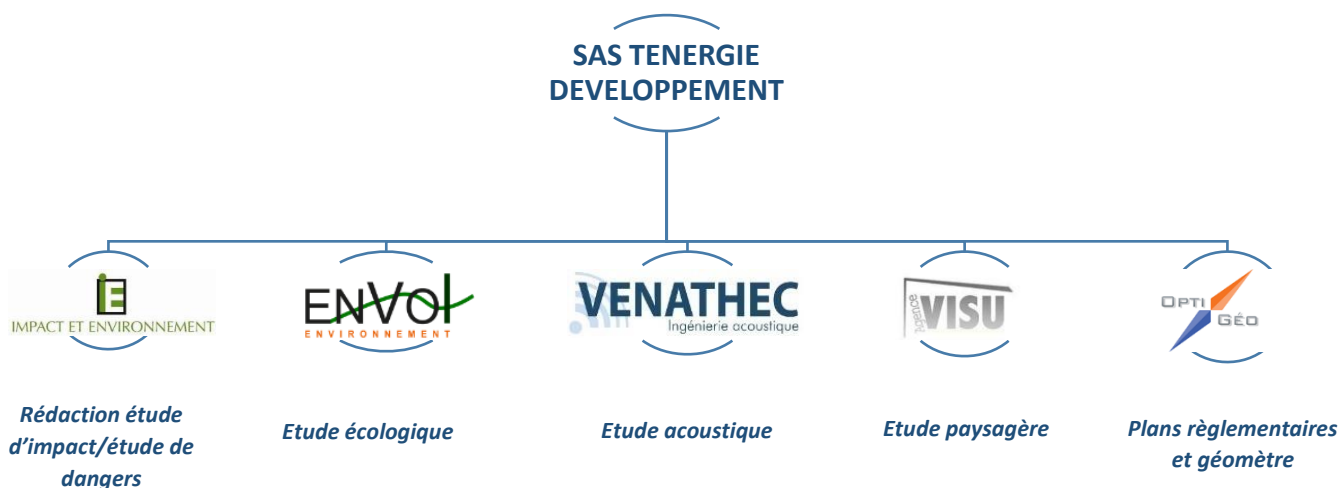 SAS TENERGIE
DEVELOPPEMENT
IE
IMPACT ET ENVIRONNEMENT
ENVOL
ENVIRONNEMENT
VENATHEC
Ingénierie acoustique
Agence
VISU
OPTI
GÉO
Rédaction étude
d'impact/étude de
dangers
Etude écologique
Etude acoustique
Etude paysagère
Plans règlementaires
et géomètre